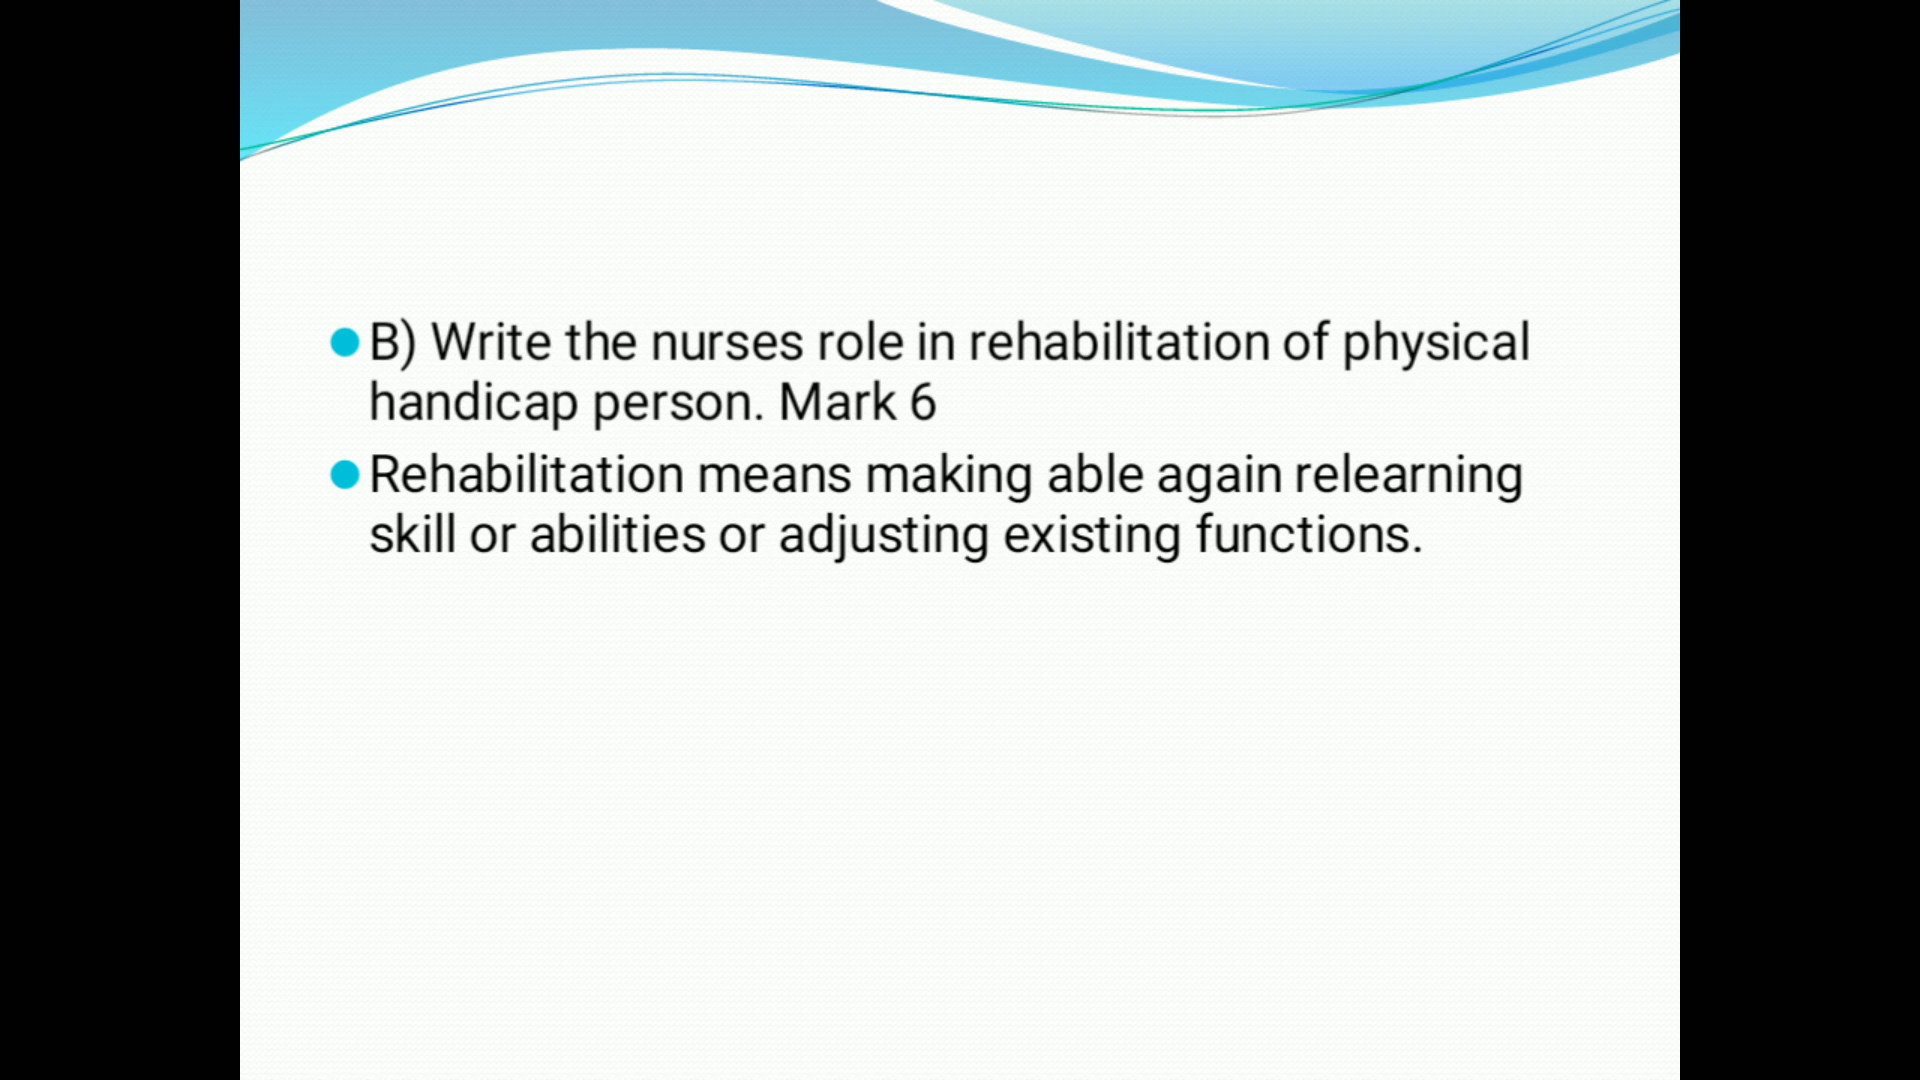 B) Write the nurses role in rehabilitation of physical
handicap person. Mark 6
Rehabilitation means making able again relearning
skill or abilities or adjusting existing functions.